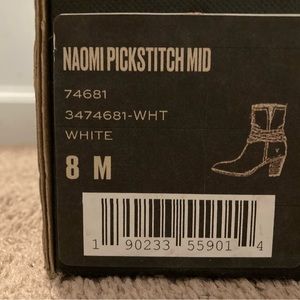 NAOMI PICKSTITCH MID
74681
3474681-WHT
WHITE
8 M
1 90233 55901 4